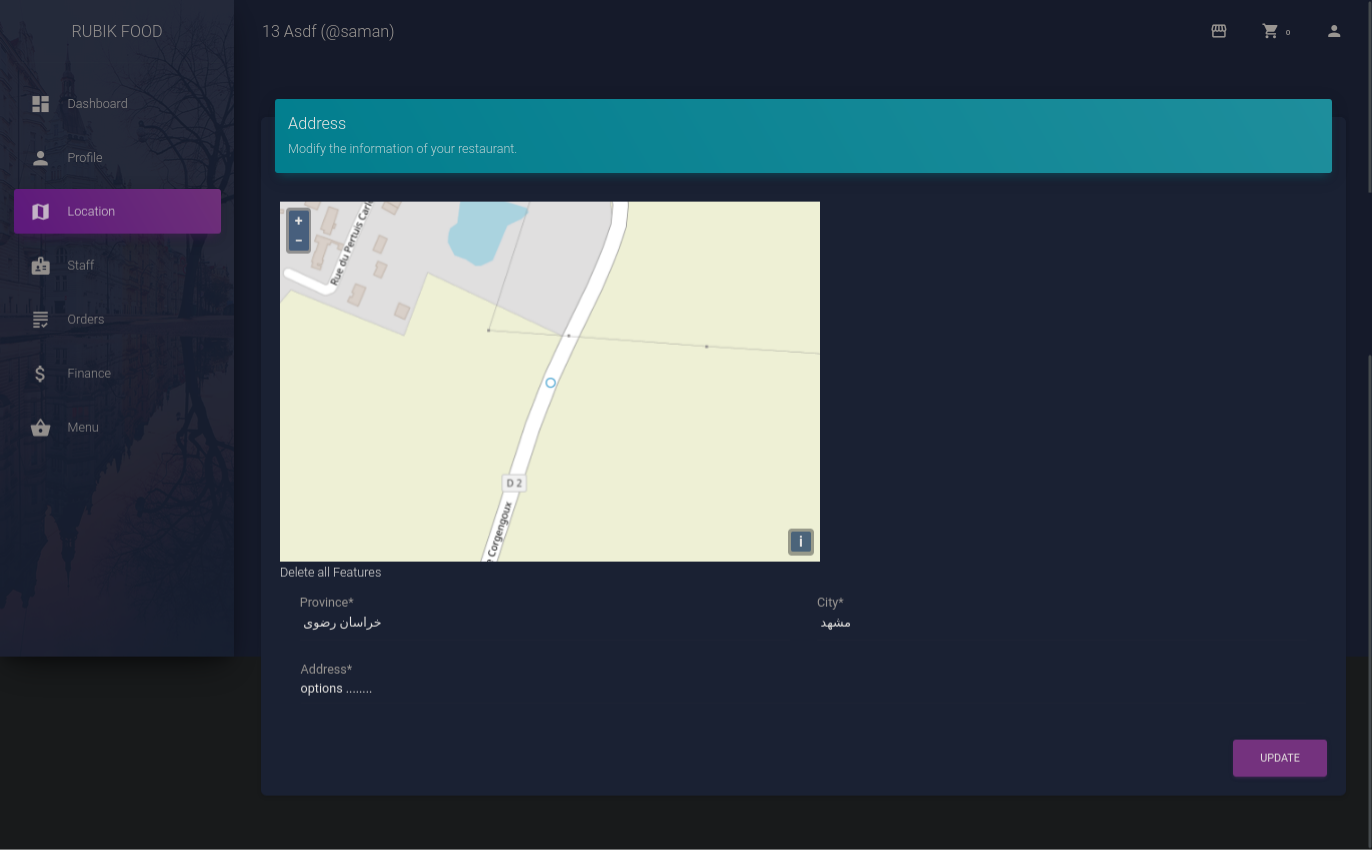 RUBIK FOOD
13 Asdf (@saman)
0
Dashboard
Profile
Location
Staff
Orders
Finance
Menu
Address
Modify the information of your restaurant.
+
−
Rue du Pertuis
D 2
Corgengoux
i
Delete all Features
Province*
خراسان رضوی
City*
مشهد
Address*
options ........
UPDATE